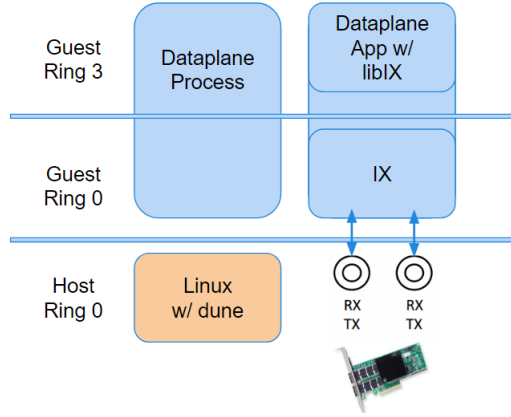 Guest
Ring 3
Dataplane
Process
Dataplane
App w/
libIX
Guest
Ring 0
IX
Host
Ring 0
Linux
w/ dune
RX
TX
RX
TX